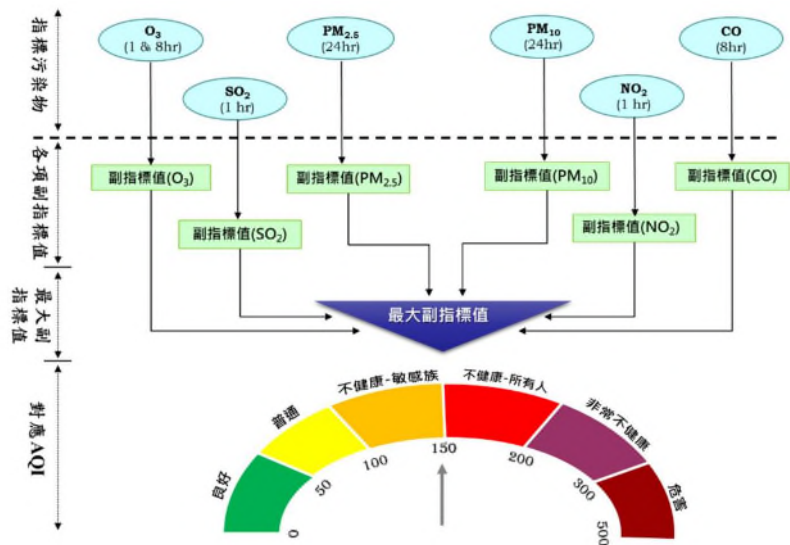 指標污染物
O₃
(1 & 8hr)
SO₂
(1 hr)
PM₂.₅
(24hr)
PM₁₀
(24hr)
NO₂
(1 hr)
CO
(8hr)
各項副指標值
副指標值(O₃)
副指標值(PM₂.₅)
副指標值(PM₁₀)
副指標值(CO)
副指標值(SO₂)
副指標值(NO₂)
最大副
指標值
最大副指標值
對應AQI
良好
普通
不健康-敏感族
不健康-所有人
非常不健康
危害
0
50
100
150
200
300
500